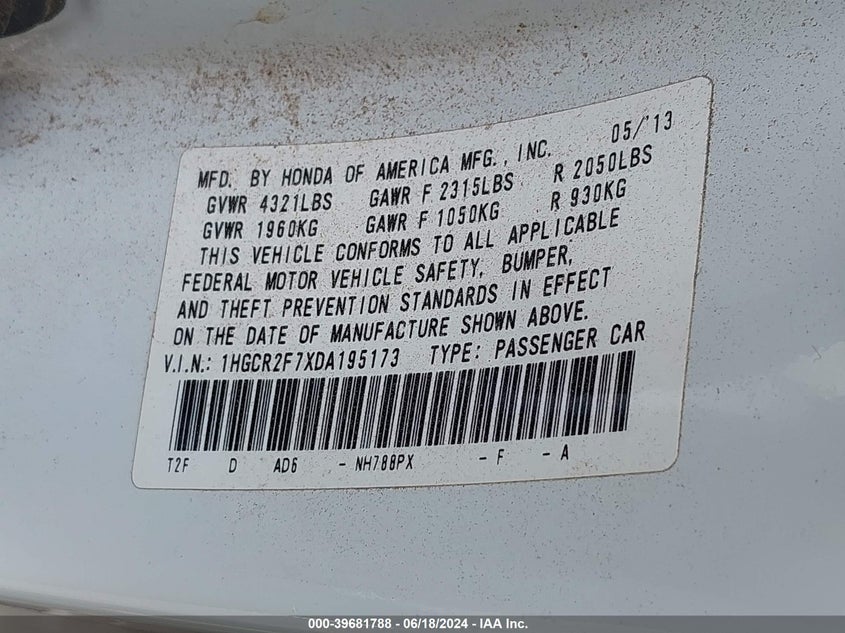 MFD. BY HONDA OF AMERICA MFG., INC. 05/'13
GVWR 4321LBS GAWR F 2315LBS R 2050LBS
GVWR 1960KG GAWR F 1050KG R 930KG
THIS VEHICLE CONFORMS TO ALL APPLICABLE
FEDERAL MOTOR VEHICLE SAFETY, BUMPER,
AND THEFT PREVENTION STANDARDS IN EFFECT
ON THE DATE OF MANUFACTURE SHOWN ABOVE.
V.I.N.: 1HGCR2F7XDA195173 TYPE: PASSENGER CAR
T2F D AD6 - NH788PX - F - A
000-39681788 - 06/18/2024 - IAA Inc.